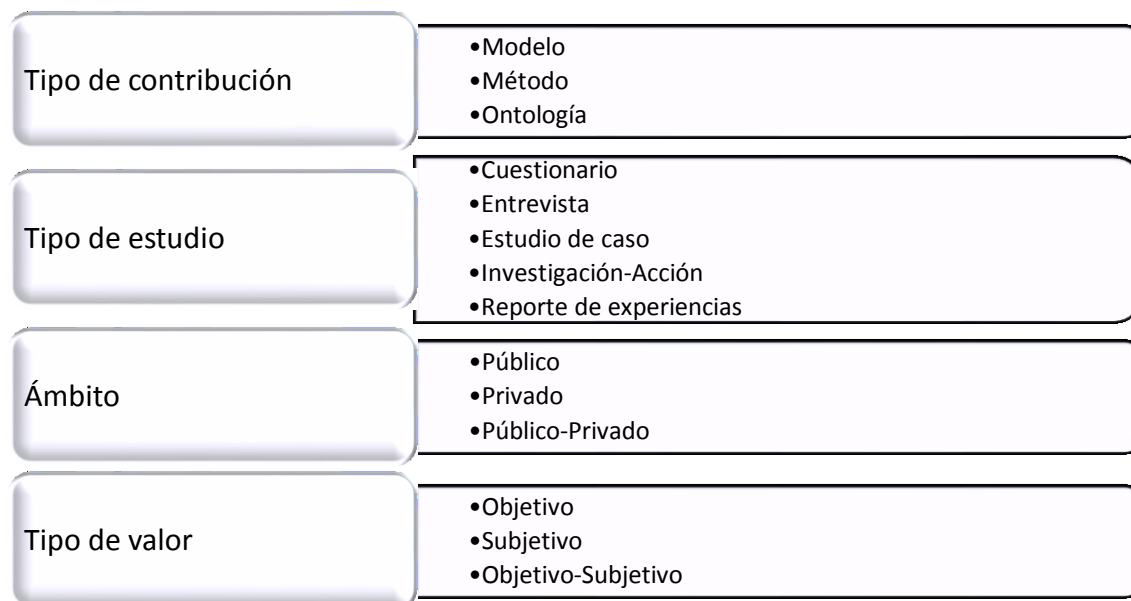 Tipo de contribución
•Modelo
•Método
•Ontología
Tipo de estudio
•Cuestionario
•Entrevista
•Estudio de caso
•Investigación-Acción
•Reporte de experiencias
Ámbito
•Público
•Privado
•Público-Privado
Tipo de valor
•Objetivo
•Subjetivo
•Objetivo-Subjetivo